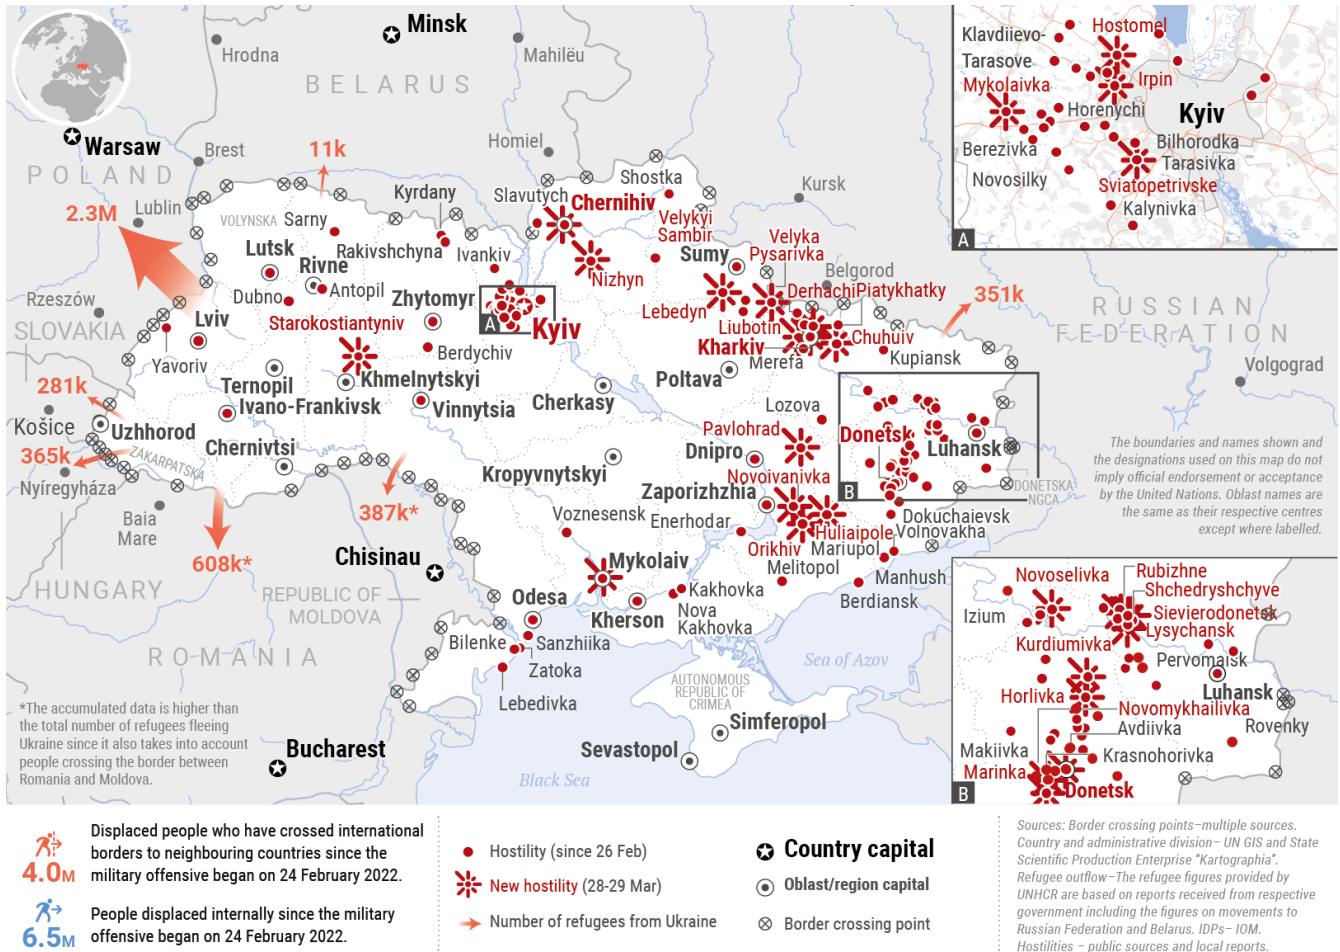 Minsk
Hrodna
Mahilëu
BELARUS
Warsaw
Brest
POLAND
11k
Homiel
Shostka
Kursk
Kyrdany
Slavutych
Chernihiv
2.3M
Lublin
VOLYNSKA
Sarny
Velykyi
Sambir
Velyka
Pysarivka
Lutsk
Rakivshchyna
Ivankiv
Sumy
Rivne
Nizhyn
Belgorod
Rzeszów
Dubno
Antopil
Zhytomyr
Derhachi
Piatykhatky
351k
RUSSIAN
FEDERATION
SLOVAKIA
Lviv
Starokostiantyniv
A
Kyiv
Lebedyn
Liubotin
Chuhuiv
Kharkiv
Yavoriv
Berdychiv
Merefa
Kupiansk
Volgograd
Ternopil
Khmelnytskyi
Poltava
281k
Ivano-Frankivsk
Vinnytsia
Cherkasy
Lozova
Košice
Uzhhorod
Chernivtsi
Pavlohrad
Donetsk
Luhansk
365k
ZAKARPATSKA
Dnipro
Nyíregyháza
Kropyvnytskyi
Novoivanivka
B
DONETSKA
NGCA
Zaporizhzhia
Baia
Mare
387k*
Voznesensk
Enerhodar
Dokuchaievsk
Huliaipole
Volnovakha
608k*
Chisinau
Orikhiv
Mariupol
Mykolaiv
Melitopol
HUNGARY
REPUBLIC OF
MOLDOVA
Odesa
Kakhovka
Manhush
Berdiansk
Kherson
Nova
Kakhovka
Bilenke
Sanzhiika
ROMANIA
Zatoka
Sea of Azov
Lebedivka
AUTONOMOUS
REPUBLIC OF
CRIMEA
Simferopol
Sevastopol
Bucharest
Black Sea
*The accumulated data is higher than
the total number of refugees fleeing
Ukraine since it also takes into account
people crossing the border between
Romania and Moldova.
Klavdiievo-
Tarasove
Hostomel
Mykolaivka
Irpin
Horenychi
Kyiv
Berezivka
Bilhorodka
Tarasivka
Novosilky
Sviatopetrivske
Kalynivka
A
The boundaries and names shown and
the designations used on this map do not
imply official endorsement or acceptance
by the United Nations. Oblast names are
the same as their respective centres
except where labelled.
Novoselivka
Rubizhne
Shchedryshchyve
Izium
Sievierodonetsk
Lysychansk
Kurdiumivka
Pervomaisk
Horlivka
Luhansk
Novomykhailivka
Avdiivka
Rovenky
Makiivka
Krasnohorivka
Marinka
B
Donetsk
4.0M
Displaced people who have crossed international
borders to neighbouring countries since the
military offensive began on 24 February 2022.
6.5M
People displaced internally since the military
offensive began on 24 February 2022.
Hostility (since 26 Feb)
New hostility (28-29 Mar)
Number of refugees from Ukraine
Country capital
Oblast/region capital
Border crossing point
Sources: Border crossing points–multiple sources.
Country and administrative division– UN GIS and State
Scientific Production Enterprise "Kartographia".
Refugee outflow–The refugee figures provided by
UNHCR are based on reports received from respective
government including the figures on movements to
Russian Federation and Belarus. IDPs– IOM.
Hostilities – public sources and local reports.